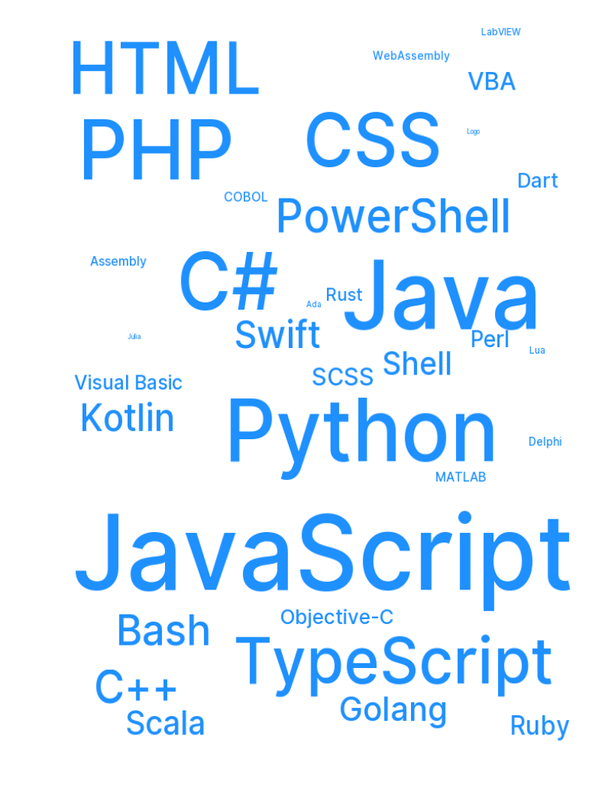 LabVIEW
HTML
WebAssembly
VBA
PHP
CSS
Logo
Dart
COBOL
PowerShell
Assembly
C#
Java
Rust
Ada
Swift
Julia
Perl
Lua
Shell
SCSS
Visual Basic
Kotlin
Python
Delphi
MATLAB
JavaScript
Objective-C
Bash
TypeScript
C++
Golang
Scala
Ruby